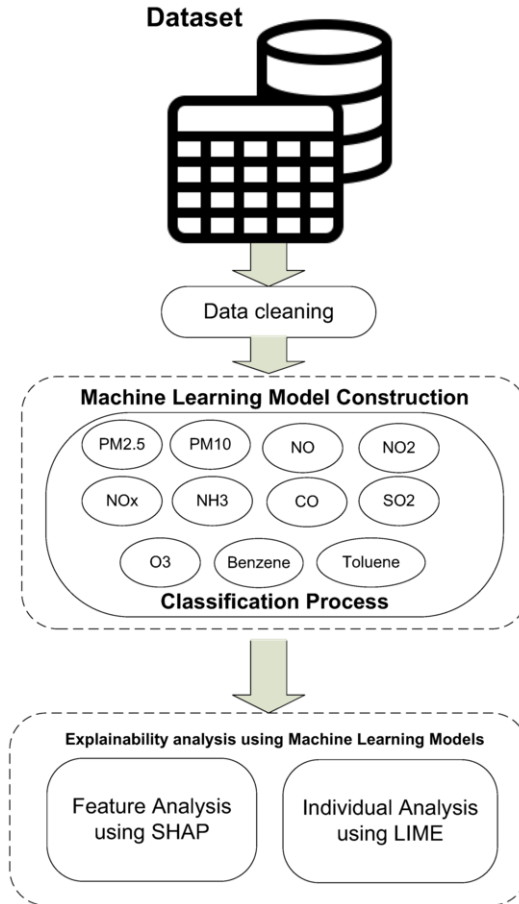 Dataset
Data cleaning
Machine Learning Model Construction
PM2.5 PM10 NO NO2
NOx NH3 CO SO2
O3 Benzene Toluene
Classification Process
Explainability analysis using Machine Learning Models
Feature Analysis
using SHAP
Individual Analysis
using LIME